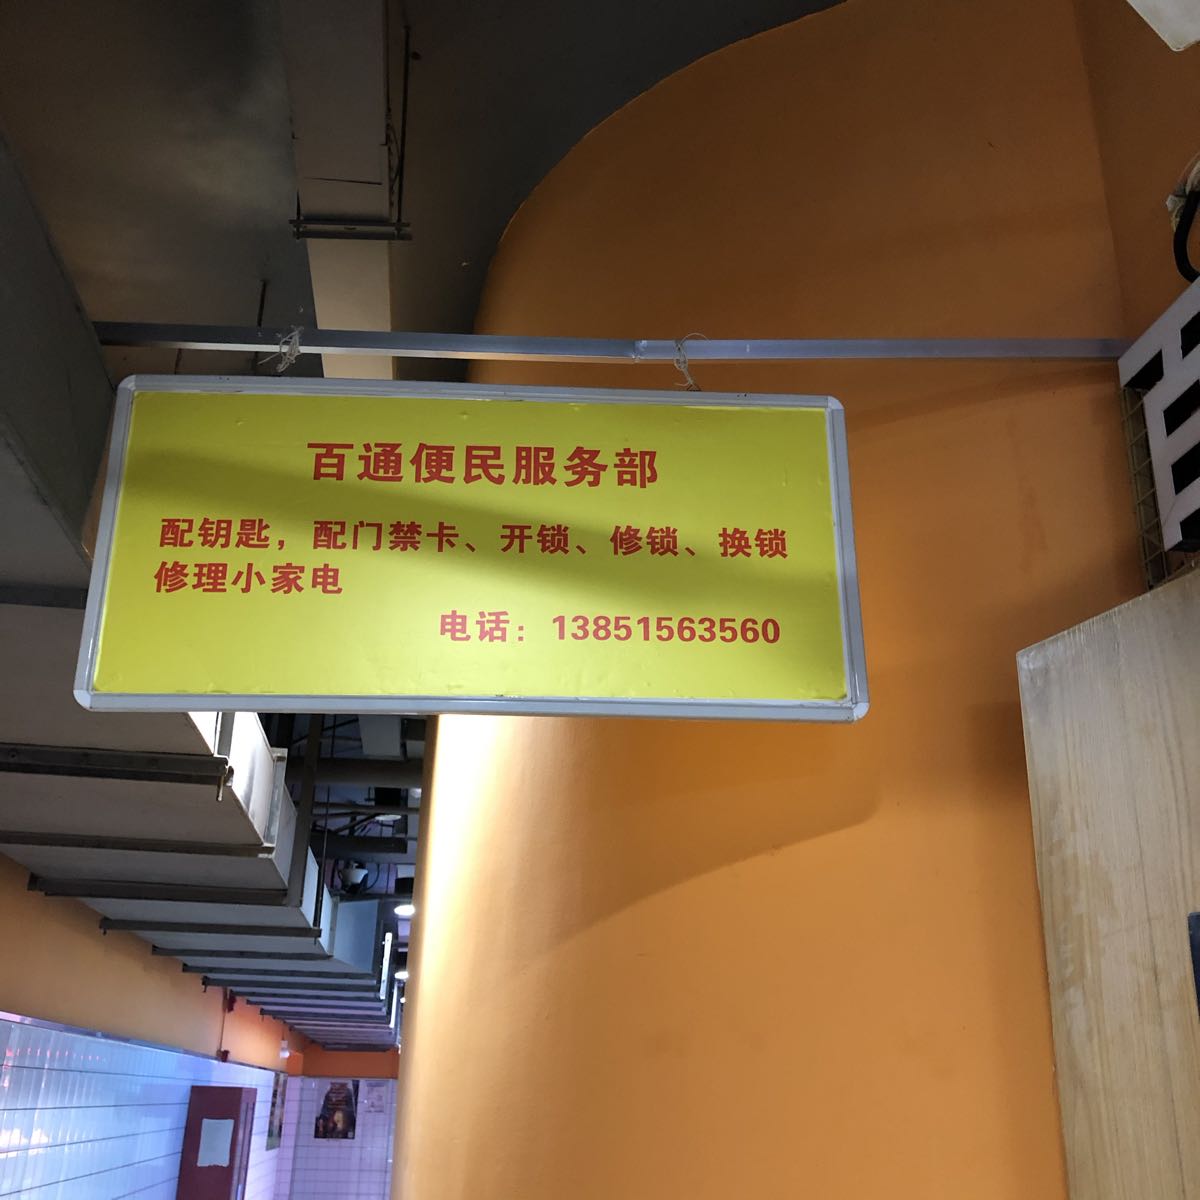 百通便民服务部
配钥匙，配门禁卡、开锁、修锁、换锁
修理小家电
电话：13851563560